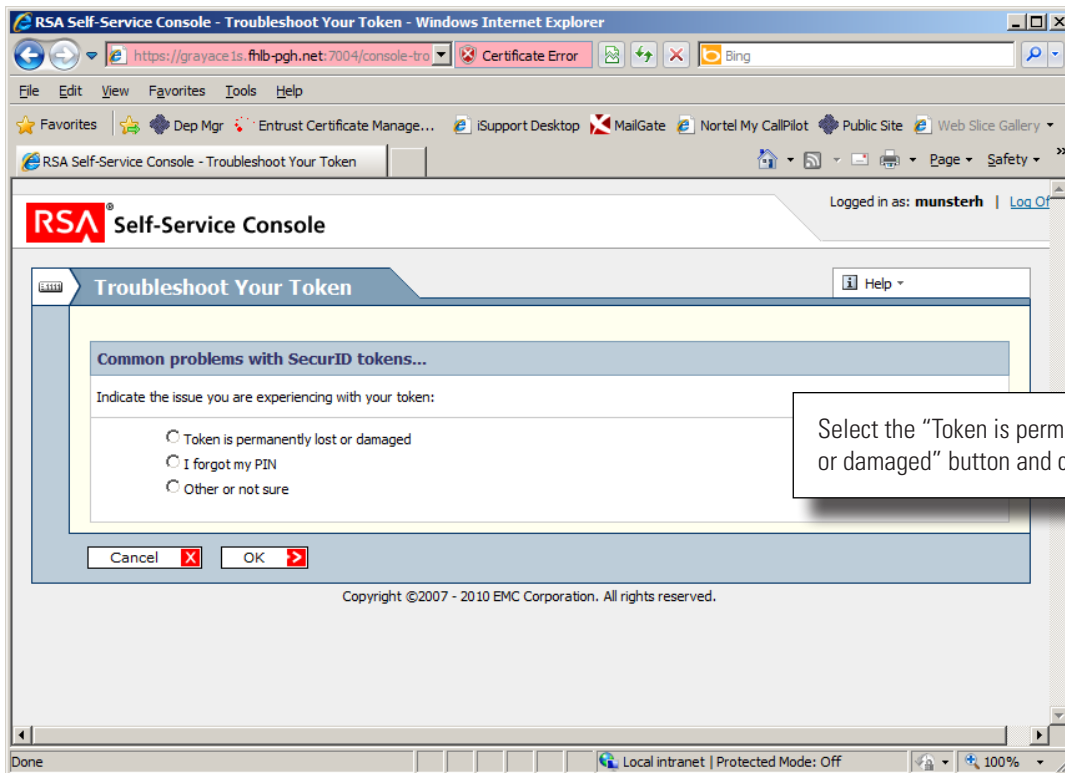 RSA Self-Service Console - Troubleshoot Your Token - Windows Internet Explorer
https://grayace1s.fhlb-pgh.net:7004/console-tro Certificate Error Bing
File Edit View Favorites Tools Help
Favorites Dep Mgr Entrust Certificate Manage... iSupport Desktop MailGate Nortel My CallPilot Public Site Web Slice Gallery
RSA Self-Service Console - Troubleshoot Your Token Page Safety »
Logged in as: munsterh | Log Of
RSA® Self-Service Console
Troubleshoot Your Token
Help
Common problems with SecurID tokens...
Indicate the issue you are experiencing with your token:
Token is permanently lost or damaged
I forgot my PIN
Other or not sure
Select the “Token is perm
or damaged” button and
Cancel X OK
Copyright ©2007 - 2010 EMC Corporation. All rights reserved.
Done Local intranet | Protected Mode: Off 100%